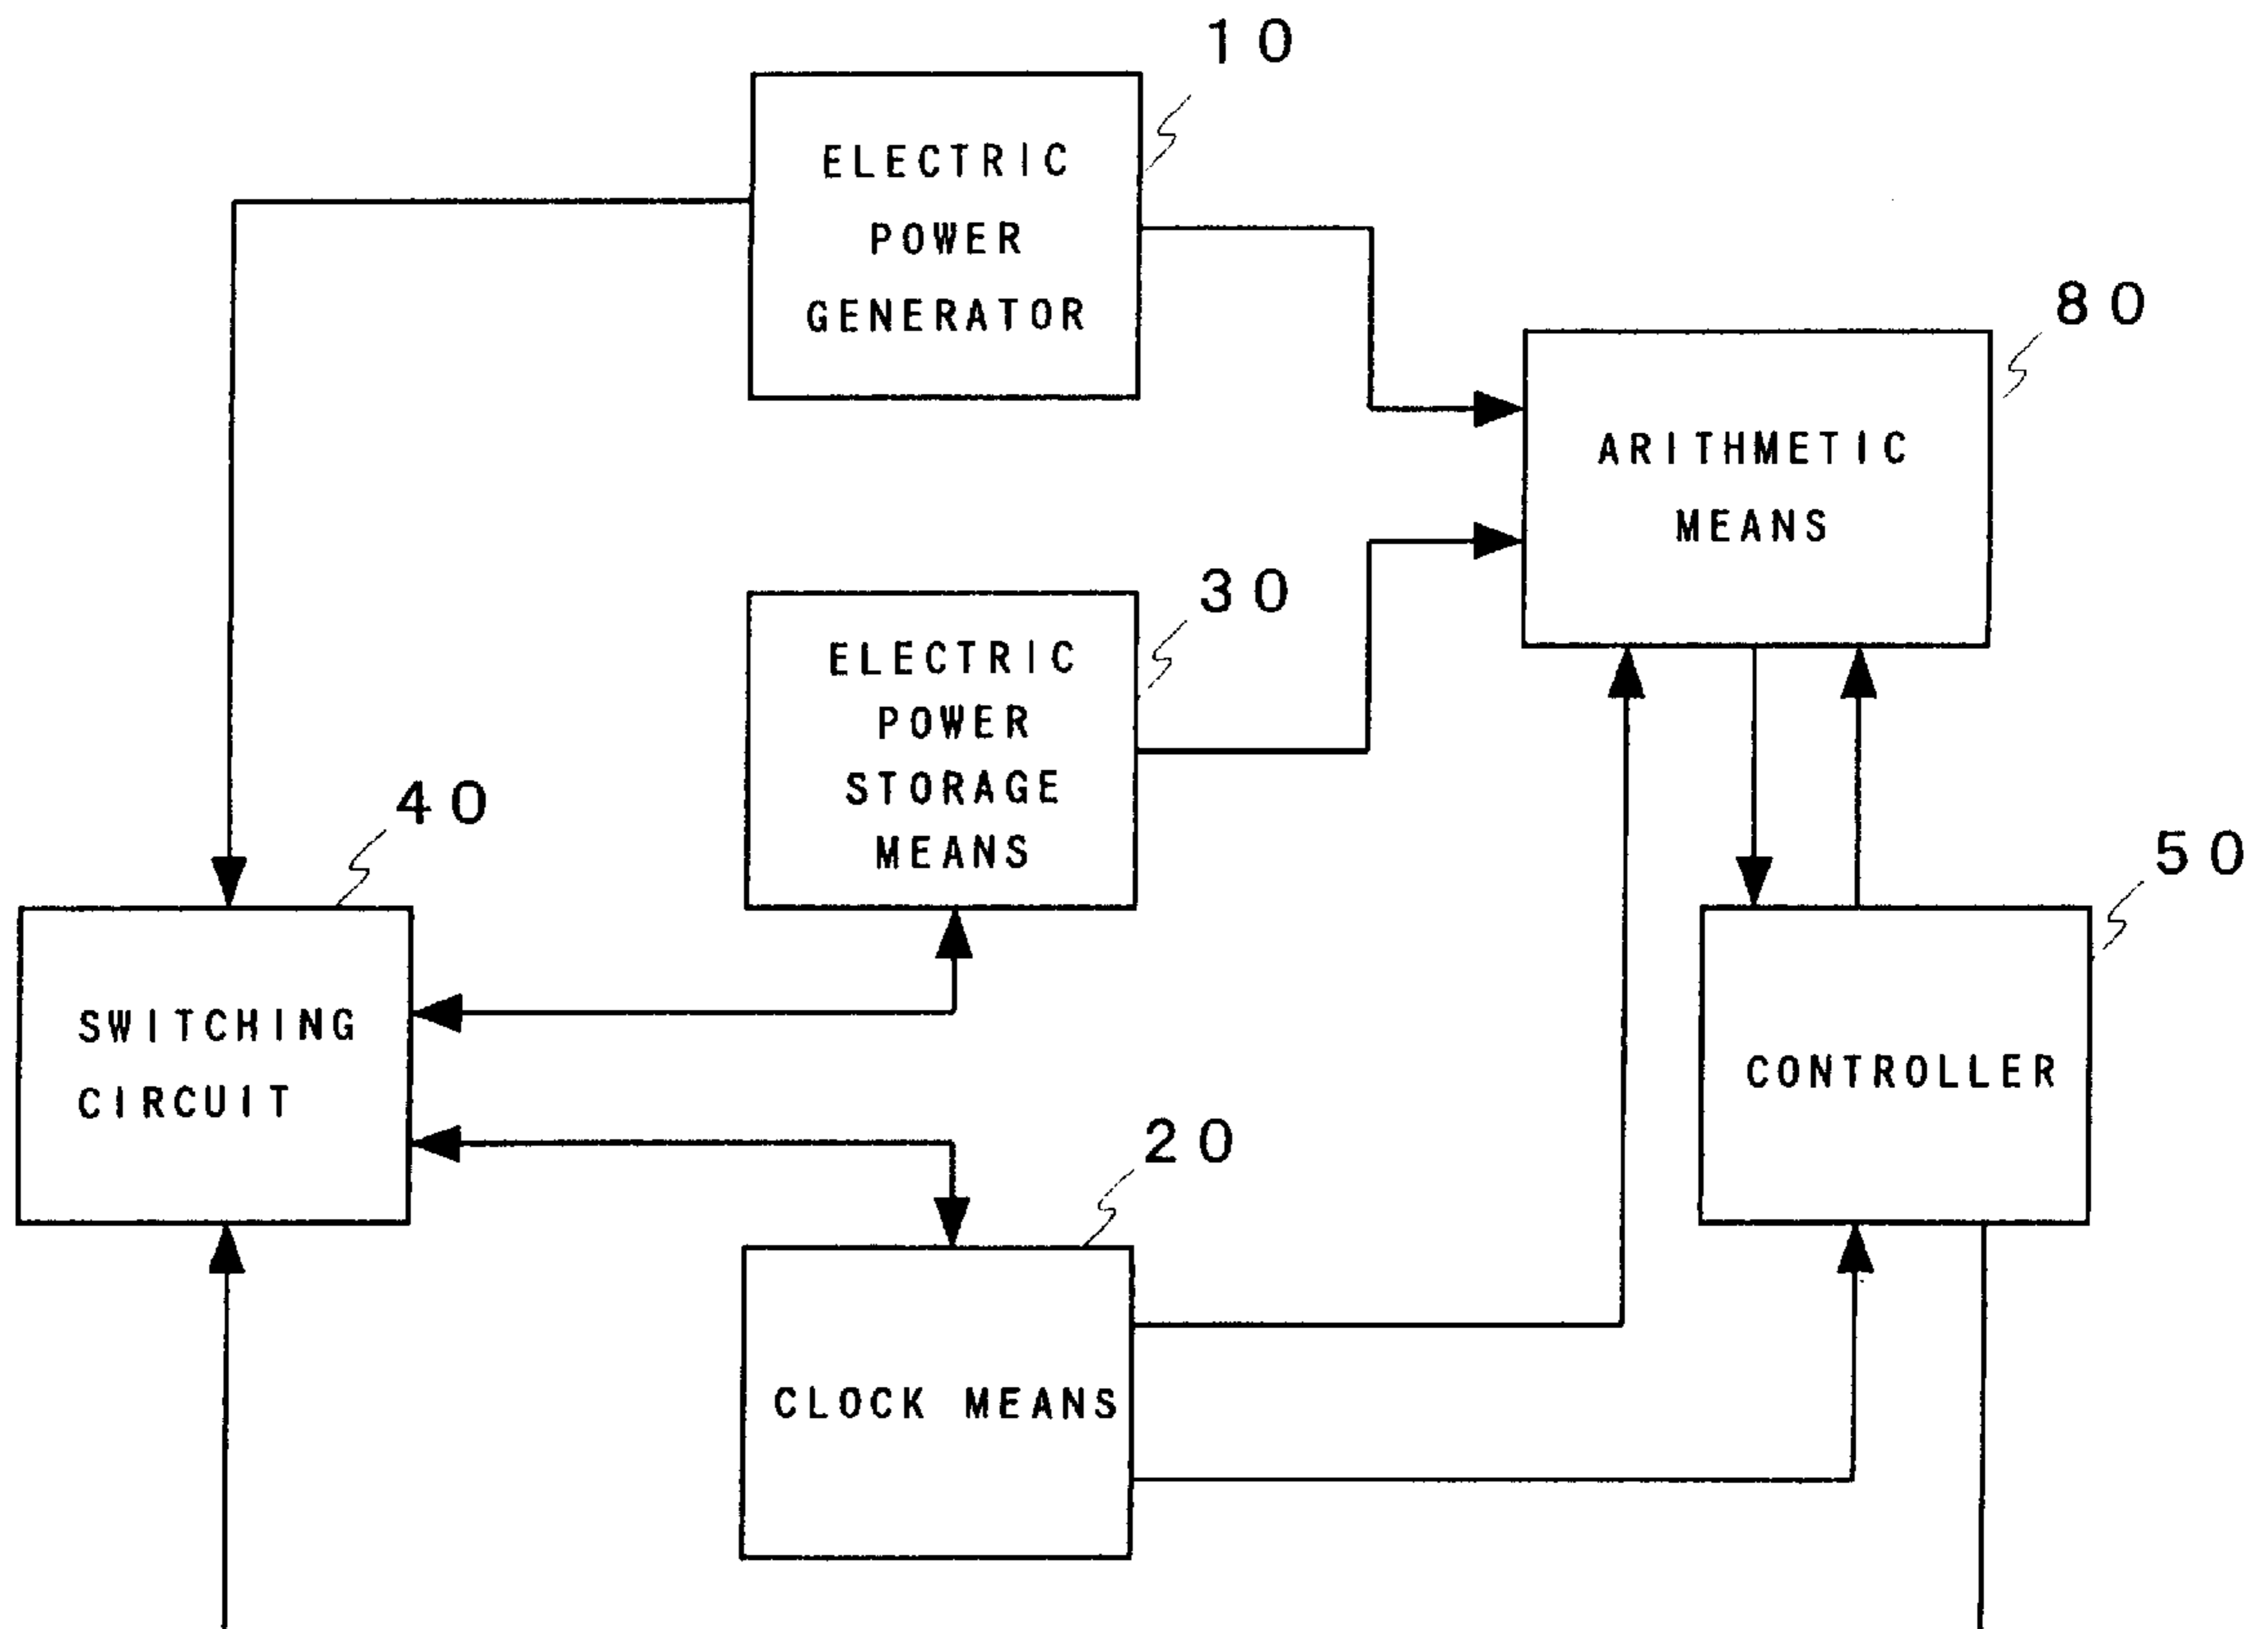 10
ELECTRIC
POWER
GENERATOR
80
ARITHMETIC
MEANS
30
ELECTRIC
POWER
STORAGE
MEANS
40
50
SWITCHING
CIRCUIT
CONTROLLER
20
CLOCK MEANS